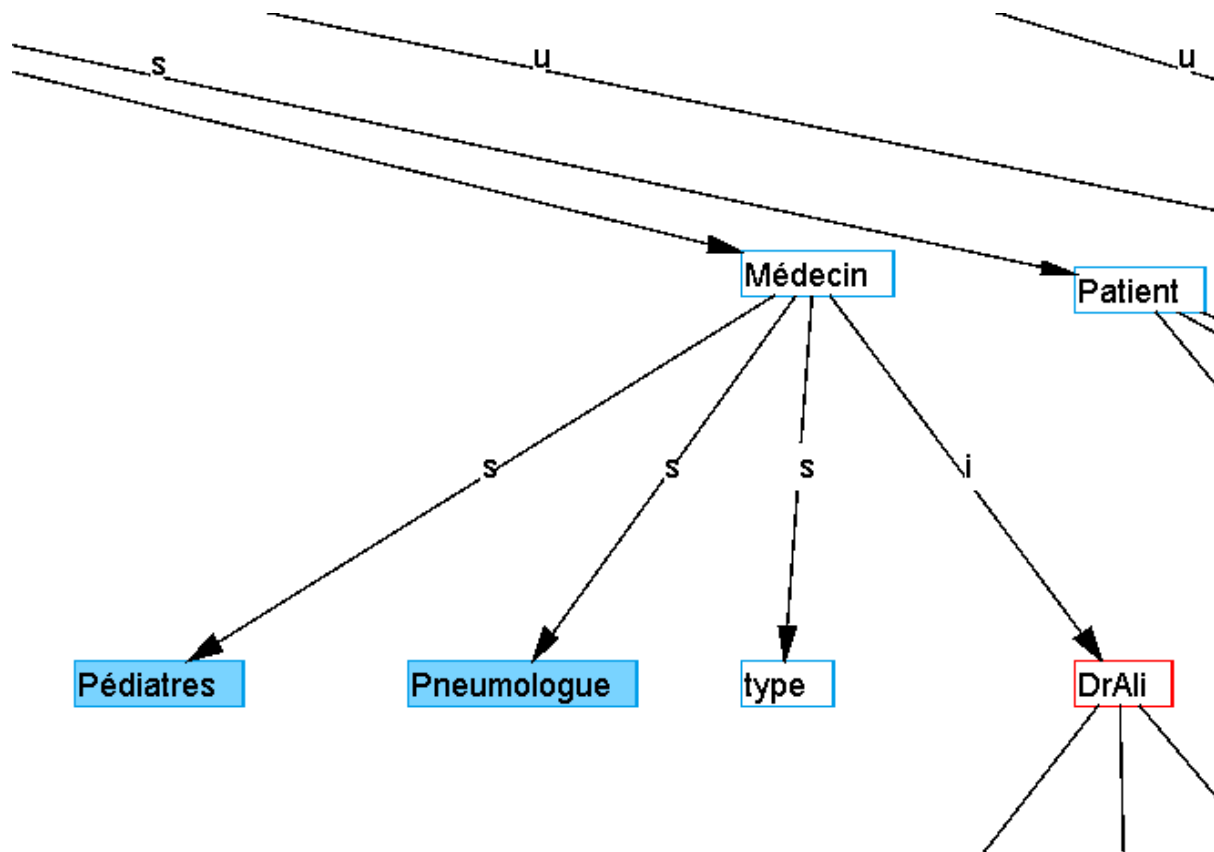 u
u
s
Médecin
Patient
s
s
s
i
Pédiatres
Pneumologue
type
DrAli